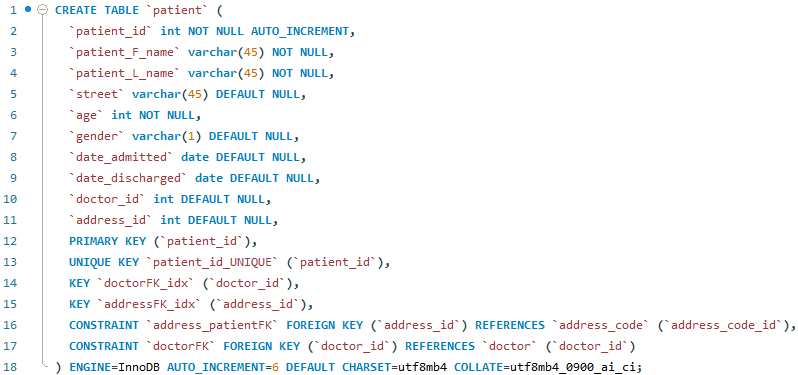 1 CREATE TABLE `patient` (
2 `patient_id` int NOT NULL AUTO_INCREMENT,
3 `patient_F_name` varchar(45) NOT NULL,
4 `patient_L_name` varchar(45) NOT NULL,
5 `street` varchar(45) DEFAULT NULL,
6 `age` int NOT NULL,
7 `gender` varchar(1) DEFAULT NULL,
8 `date_admitted` date DEFAULT NULL,
9 `date_discharged` date DEFAULT NULL,
10 `doctor_id` int DEFAULT NULL,
11 `address_id` int DEFAULT NULL,
12 PRIMARY KEY (`patient_id`),
13 UNIQUE KEY `patient_id_UNIQUE` (`patient_id`),
14 KEY `doctorFK_idx` (`doctor_id`),
15 KEY `addressFK_idx` (`address_id`),
16 CONSTRAINT `address_patientFK` FOREIGN KEY (`address_id`) REFERENCES `address_code` (`address_code_id`),
17 CONSTRAINT `doctorFK` FOREIGN KEY (`doctor_id`) REFERENCES `doctor` (`doctor_id`)
18 ) ENGINE=InnoDB AUTO_INCREMENT=6 DEFAULT CHARSET=utf8mb4 COLLATE=utf8mb4_0900_ai_ci;